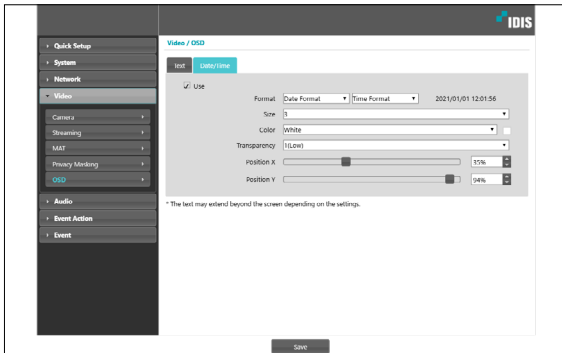 IDIS
Quick Setup
System
Network
Video
Camera
Streaming
MAT
Privacy Masking
OSD
Audio
Event Action
Event
Video / OSD
Text Date/Time
Use
Format Date Format Time Format 2021/01/01 12:01:56
Size 3
Color White
Transparency 1(Low)
Position X 35%
Position Y 94%
* The text may extend beyond the screen depending on the settings.
Save